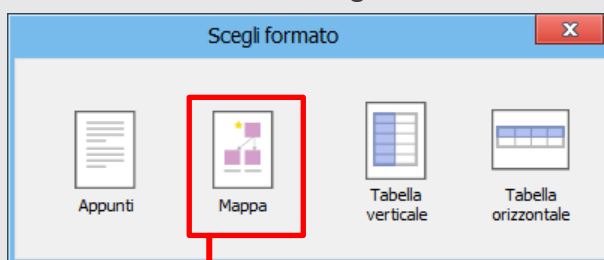 Scegli formato
x
Appunti
Mappa
Tabella
verticale
Tabella
orizzontale